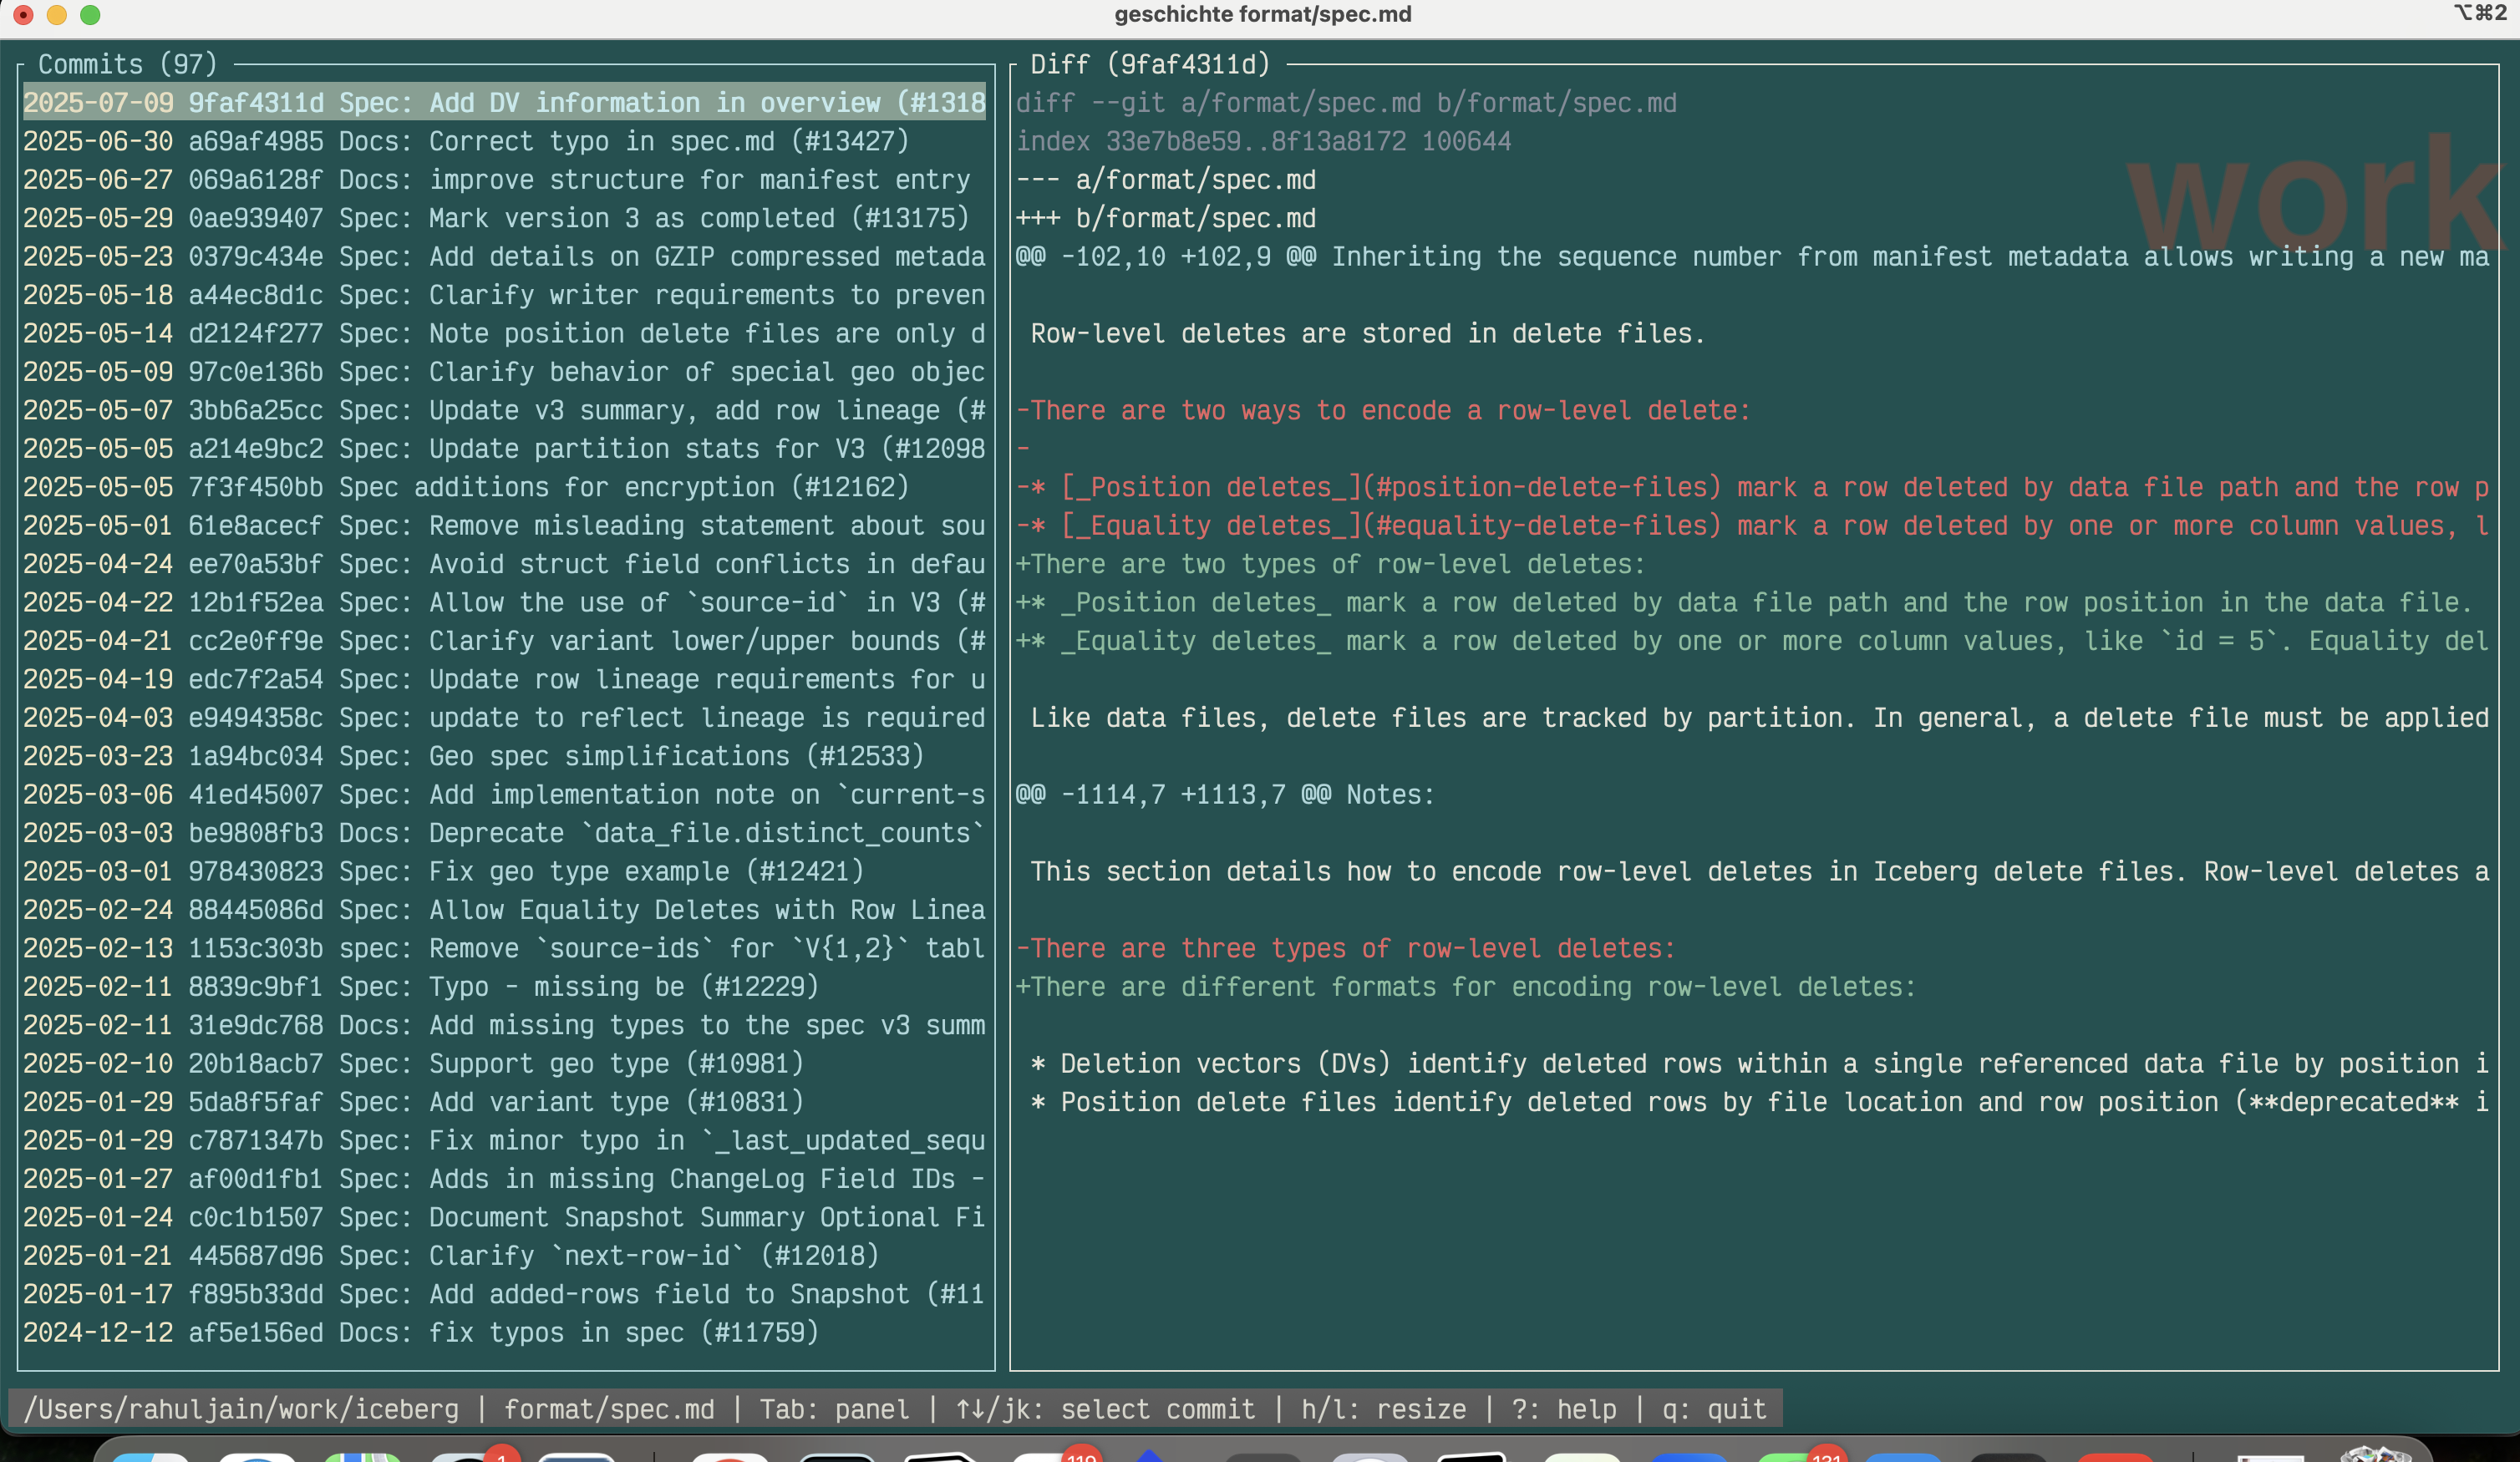 geschichte format/spec.md
⌥⌘2
Commits (97)
2025-07-09 9faf4311d Spec: Add DV information in overview (#1318
2025-06-30 a69af4985 Docs: Correct typo in spec.md (#13427)
2025-06-27 069a6128f Docs: improve structure for manifest entry
2025-05-29 0ae939407 Spec: Mark version 3 as completed (#13175)
2025-05-23 0379c434e Spec: Add details on GZIP compressed metada
2025-05-18 a44ec8d1c Spec: Clarify writer requirements to preven
2025-05-14 d2124f277 Spec: Note position delete files are only d
2025-05-09 97c0e136b Spec: Clarify behavior of special geo objec
2025-05-07 3bb6a25cc Spec: Update v3 summary, add row lineage (#
2025-05-05 a214e9bc2 Spec: Update partition stats for V3 (#12098
2025-05-05 7f3f450bb Spec additions for encryption (#12162)
2025-05-01 61e8acecf Spec: Remove misleading statement about sou
2025-04-24 ee70a53bf Spec: Avoid struct field conflicts in defau
2025-04-22 12b1f52ea Spec: Allow the use of `source-id` in V3 (#
2025-04-21 cc2e0ff9e Spec: Clarify variant lower/upper bounds (#
2025-04-19 edc7f2a54 Spec: Update row lineage requirements for u
2025-04-03 e9494358c Spec: update to reflect lineage is required
2025-03-23 1a94bc034 Spec: Geo spec simplifications (#12533)
2025-03-06 41ed45007 Spec: Add implementation note on `current-s
2025-03-03 be9808fb3 Docs: Deprecate `data_file.distinct_counts`
2025-03-01 978430823 Spec: Fix geo type example (#12421)
2025-02-24 88445086d Spec: Allow Equality Deletes with Row Linea
2025-02-13 1153c303b spec: Remove `source-ids` for `V{1,2}` tabl
2025-02-11 8839c9bf1 Spec: Typo - missing be (#12229)
2025-02-11 31e9dc768 Docs: Add missing types to the spec v3 summ
2025-02-10 20b18acb7 Spec: Support geo type (#10981)
2025-01-29 5da8f5faf Spec: Add variant type (#10831)
2025-01-29 c7871347b Spec: Fix minor typo in `_last_updated_sequ
2025-01-27 af00d1fb1 Spec: Adds in missing ChangeLog Field IDs -
2025-01-24 c0c1b1507 Spec: Document Snapshot Summary Optional Fi
2025-01-21 445687d96 Spec: Clarify `next-row-id` (#12018)
2025-01-17 f895b33dd Spec: Add added-rows field to Snapshot (#11
2024-12-12 af5e156ed Docs: fix typos in spec (#11759)
Diff (9faf4311d)
diff --git a/format/spec.md b/format/spec.md
index 33e7b8e59..8f13a8172 100644
--- a/format/spec.md
+++ b/format/spec.md
work
@@ -102,10 +102,9 @@ Inheriting the sequence number from manifest metadata allows writing a new ma
Row-level deletes are stored in delete files.
-There are two ways to encode a row-level delete:
-
-* [_Position deletes_](#position-delete-files) mark a row deleted by data file path and the row p
-* [_Equality deletes_](#equality-delete-files) mark a row deleted by one or more column values, l
+There are two types of row-level deletes:
+* _Position deletes_ mark a row deleted by data file path and the row position in the data file.
+* _Equality deletes_ mark a row deleted by one or more column values, like `id = 5`. Equality del
Like data files, delete files are tracked by partition. In general, a delete file must be applied
@@ -1114,7 +1113,7 @@ Notes:
This section details how to encode row-level deletes in Iceberg delete files. Row-level deletes a
-There are three types of row-level deletes:
+There are different formats for encoding row-level deletes:
* Deletion vectors (DVs) identify deleted rows within a single referenced data file by position i
* Position delete files identify deleted rows by file location and row position (**deprecated** i
/Users/rahuljain/work/iceberg | format/spec.md | Tab: panel | ↑↓/jk: select commit | h/l: resize | ?: help | q: quit